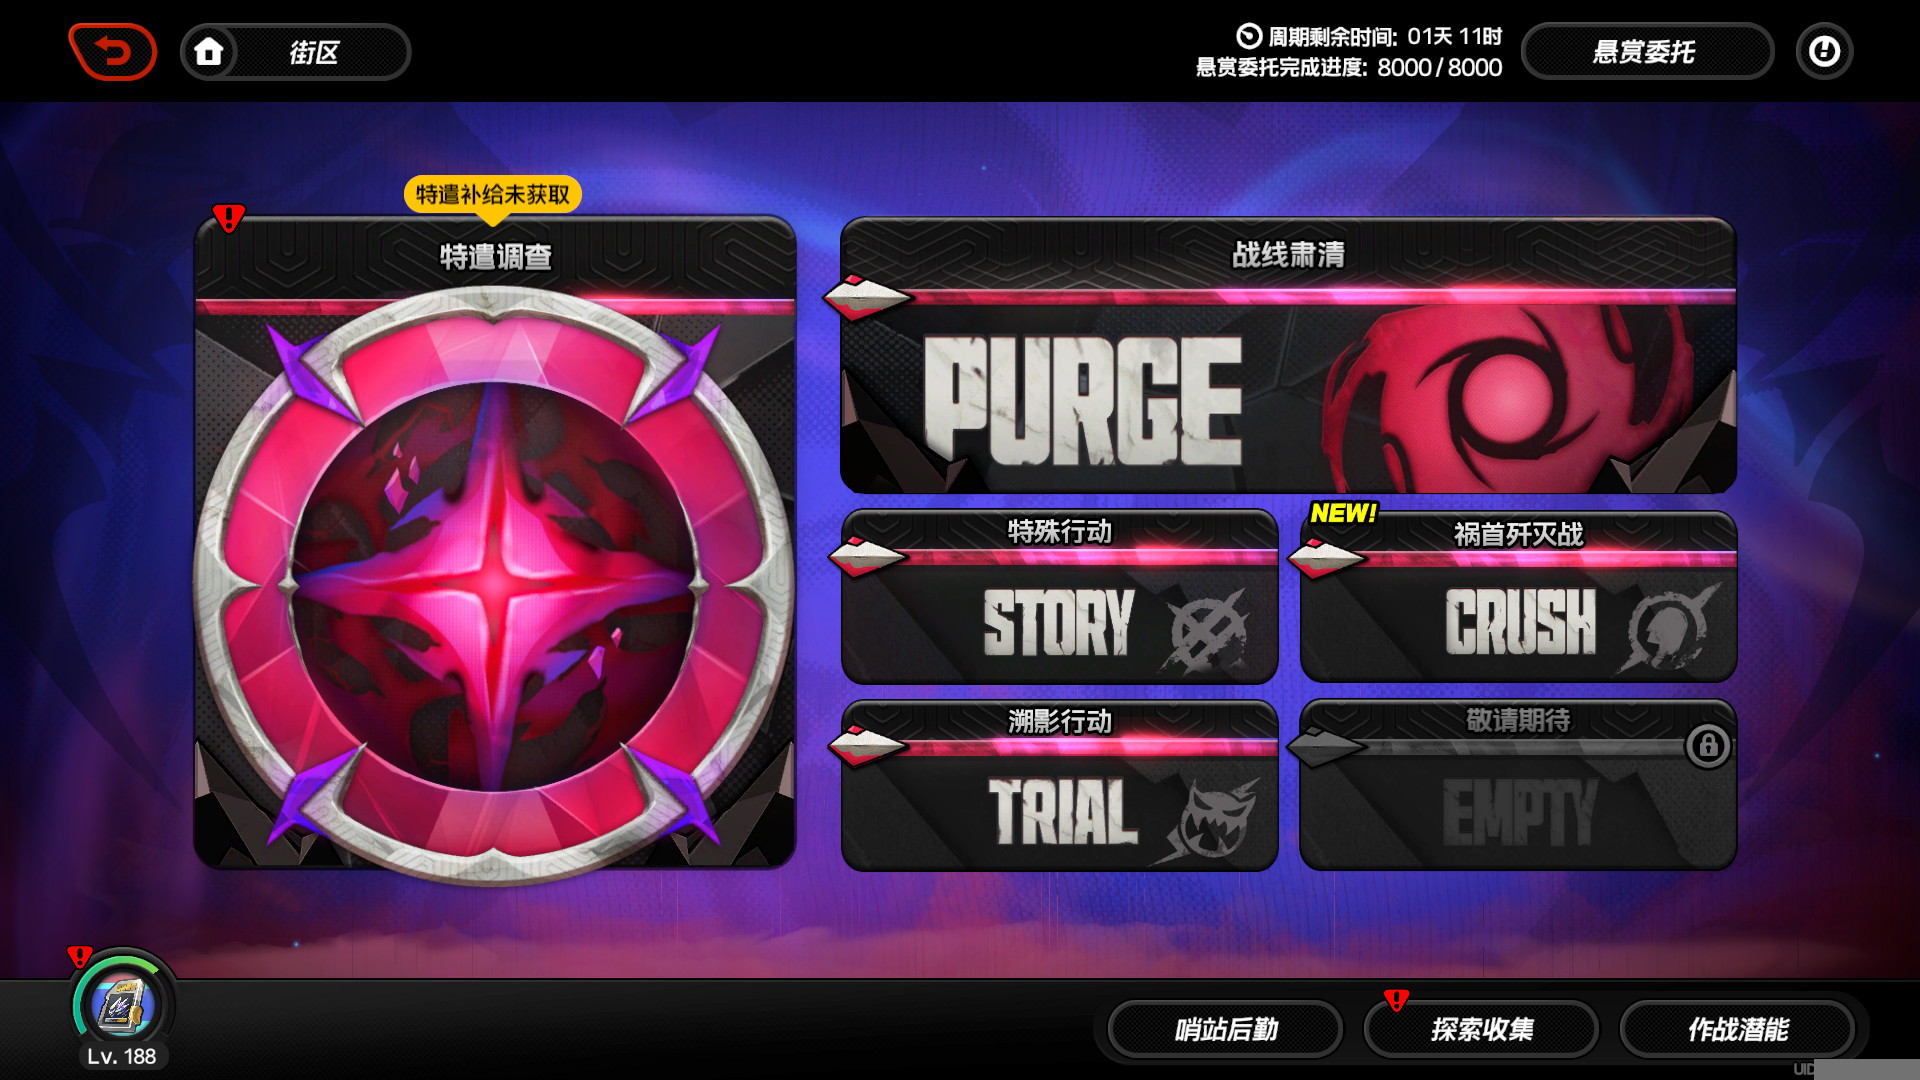 街区
周期剩余时间: 01天 11时
悬赏委托完成进度: 8000/8000
悬赏委托
特遣补给未获取
特遣调查
战线肃清
PURGE
特殊行动
STORY
NEW!
祸首歼灭战
CRUSH
溯影行动
TRIAL
敬请期待
EMPTY
Lv. 188
哨站后勤
探索收集
作战潜能
UID